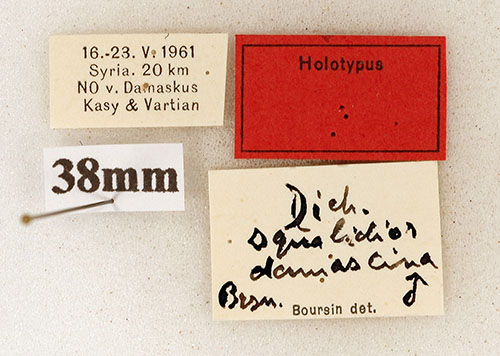 16.-23. V. 1961
Syria. 20 km
NO v. Damaskus
Kasy & Vartian
Holotypus
38mm
Dich.
squalidior
damascina
Brsn. ♂
Boursin det.